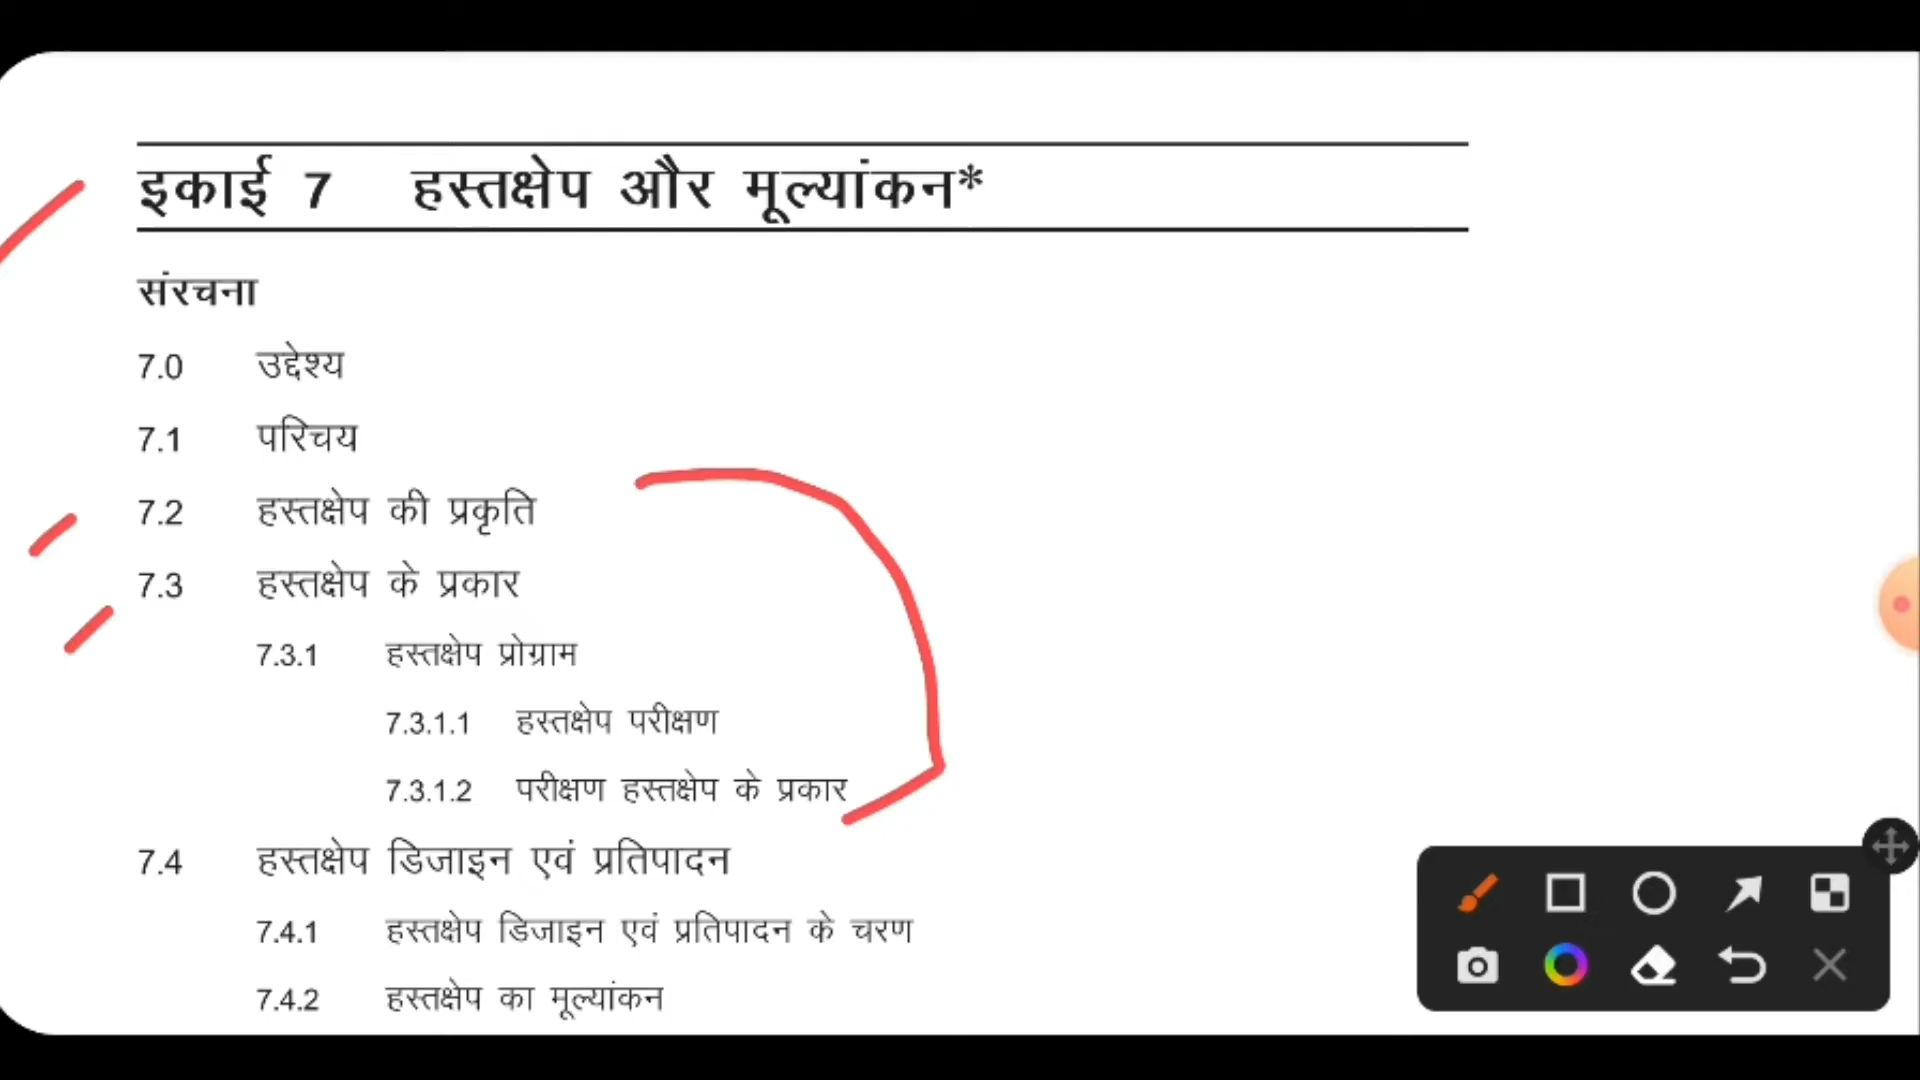 इकाई 7 हस्तक्षेप और मूल्यांकन*
संरचना
7.0 उद्देश्य
7.1 परिचय
7.2 हस्तक्षेप की प्रकृति
7.3 हस्तक्षेप के प्रकार
7.3.1 हस्तक्षेप प्रोग्राम
7.3.1.1 हस्तक्षेप परीक्षण
7.3.1.2 परीक्षण हस्तक्षेप के प्रकार
7.4 हस्तक्षेप डिजाइन एवं प्रतिपादन
7.4.1 हस्तक्षेप डिजाइन एवं प्रतिपादन के चरण
7.4.2 हस्तक्षेप का मूल्यांकन